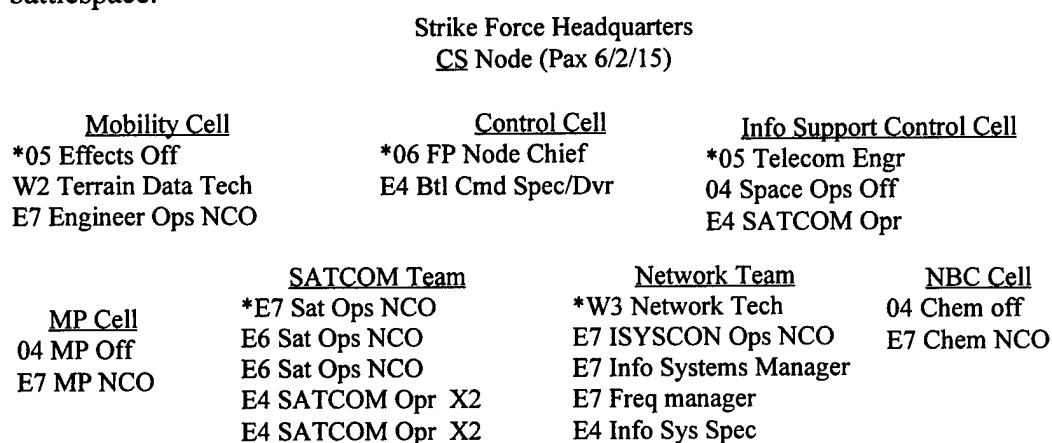 battlespace.
Strike Force Headquarters
CS Node (Pax 6/2/15)
Mobility Cell
*05 Effects Off
W2 Terrain Data Tech
E7 Engineer Ops NCO
Control Cell
*06 FP Node Chief
E4 Btl Cmd Spec/Dvr
Info Support Control Cell
*05 Telecom Engr
04 Space Ops Off
E4 SATCOM Opr
MP Cell
04 MP Off
E7 MP NCO
SATCOM Team
*E7 Sat Ops NCO
E6 Sat Ops NCO
E6 Sat Ops NCO
E4 SATCOM Opr X2
E4 SATCOM Opr X2
Network Team
*W3 Network Tech
E7 ISYSCON Ops NCO
E7 Info Systems Manager
E7 Freq manager
E4 Info Sys Spec
NBC Cell
04 Chem off
E7 Chem NCO